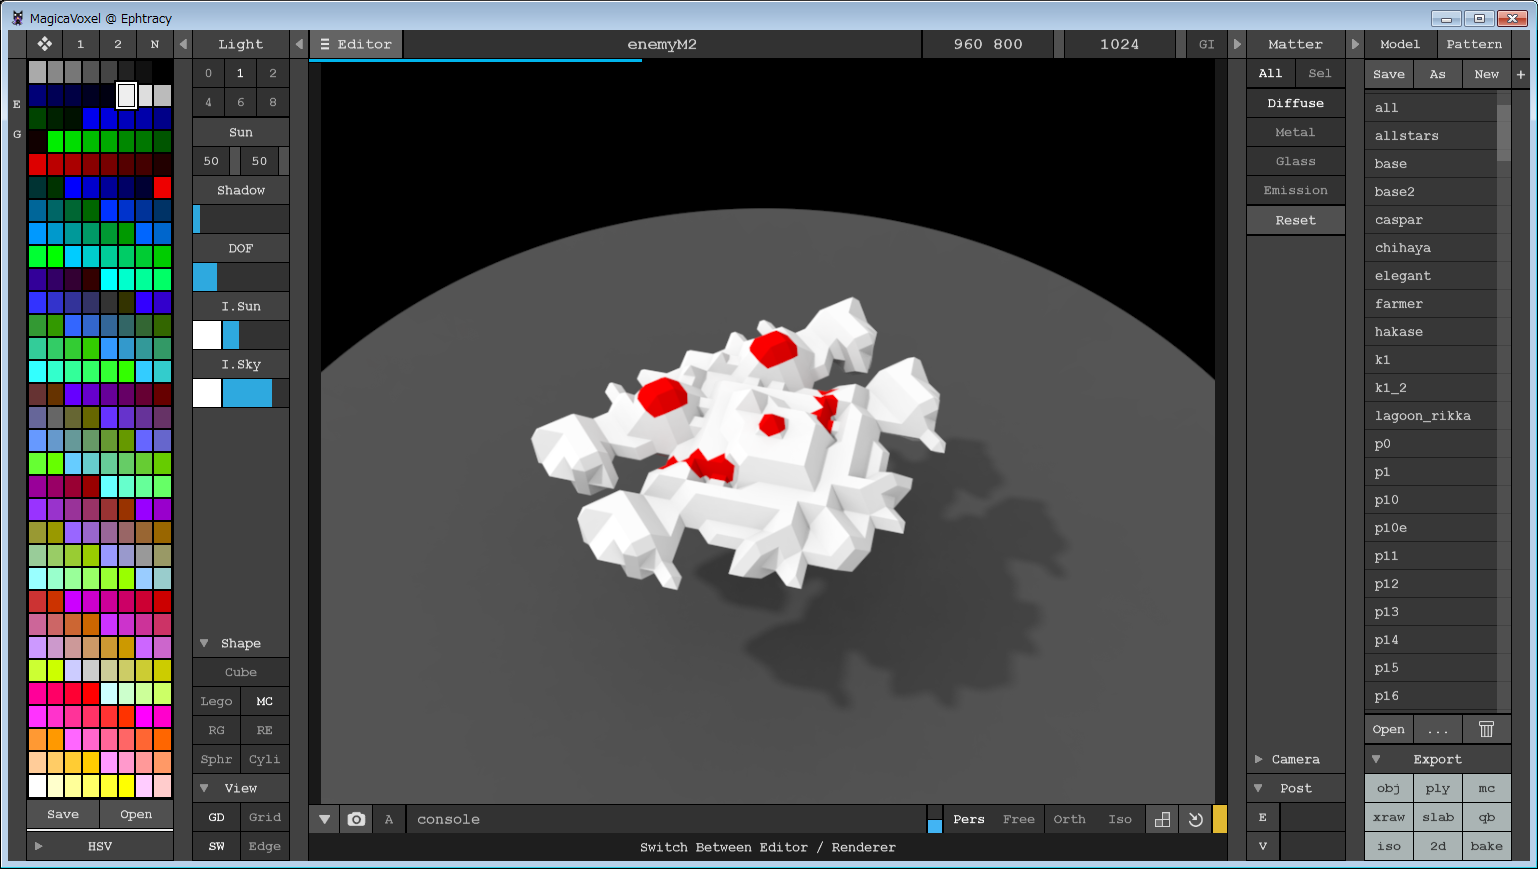 MagicaVoxel @ Ephtracy
1 2 N
Light
Editor
enemyM2
960 800
1024
GI
Matter
Model Pattern
0 1 2
4 6 8
Sun
50 50
Shadow
DOF
I.Sun
I.Sky
E
G
Shape
Cube
Lego MC
RG RE
Sphr Cyli
View
GD Grid
SW Edge
Save Open
HSV
A console
Pers Free Orth Iso
Switch Between Editor / Renderer
All Sel
Diffuse
Metal
Glass
Emission
Reset
Camera
Post
E
V
Save As New +
all
allstars
base
base2
caspar
chihaya
elegant
farmer
hakase
k1
k1_2
lagoon_rikka
p0
p1
p10
p10e
p11
p12
p13
p14
p15
p16
Open ...
Export
obj ply mc
xraw slab qb
iso 2d bake